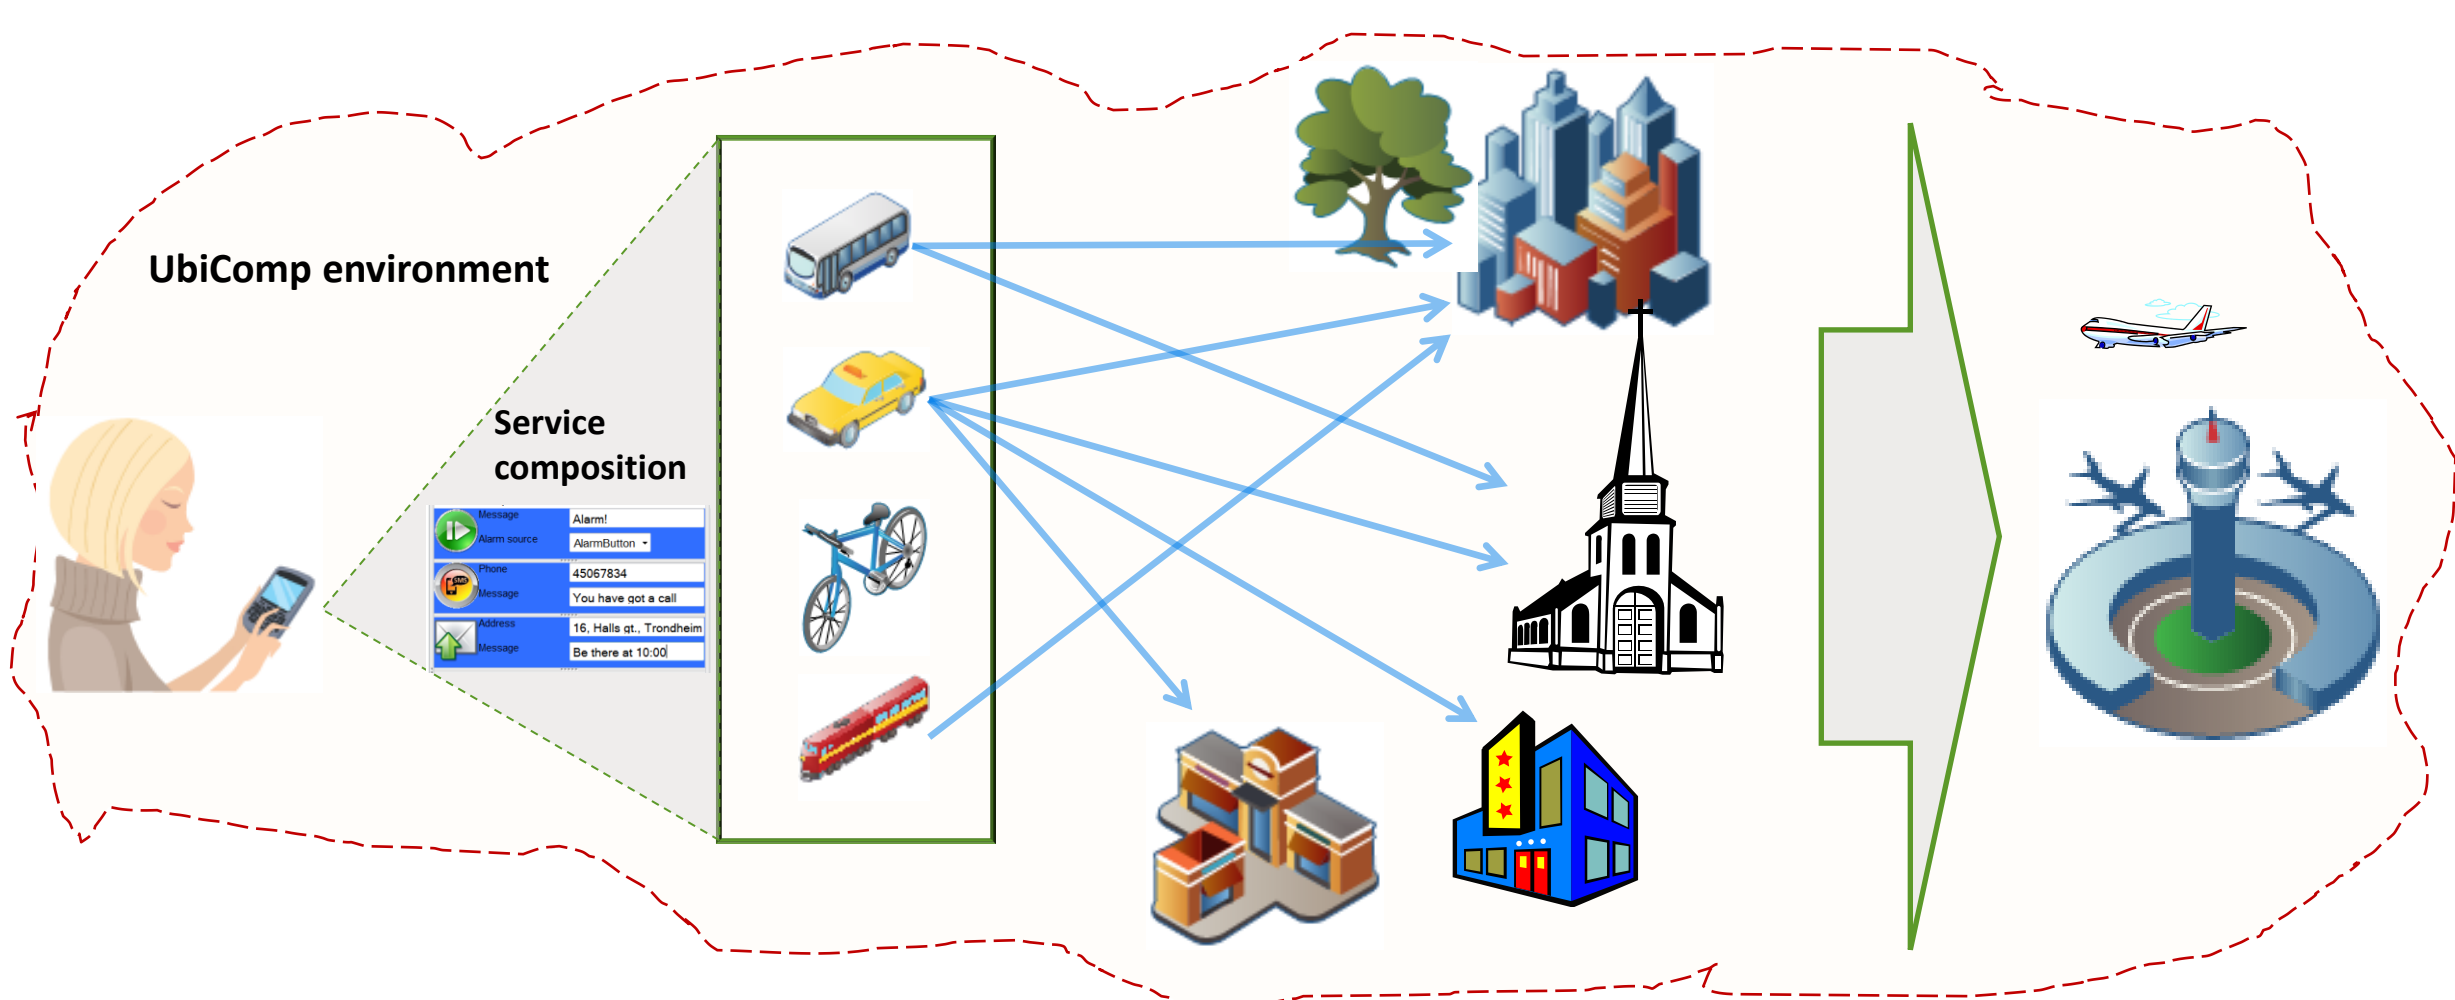 UbiComp environment
Service
composition
Message
Alarm!
Alarm source
AlarmButton
Phone
45067834
SMS
Message
You have got a call
Address
16, Halls gt., Trondheim
Message
Be there at 10:00